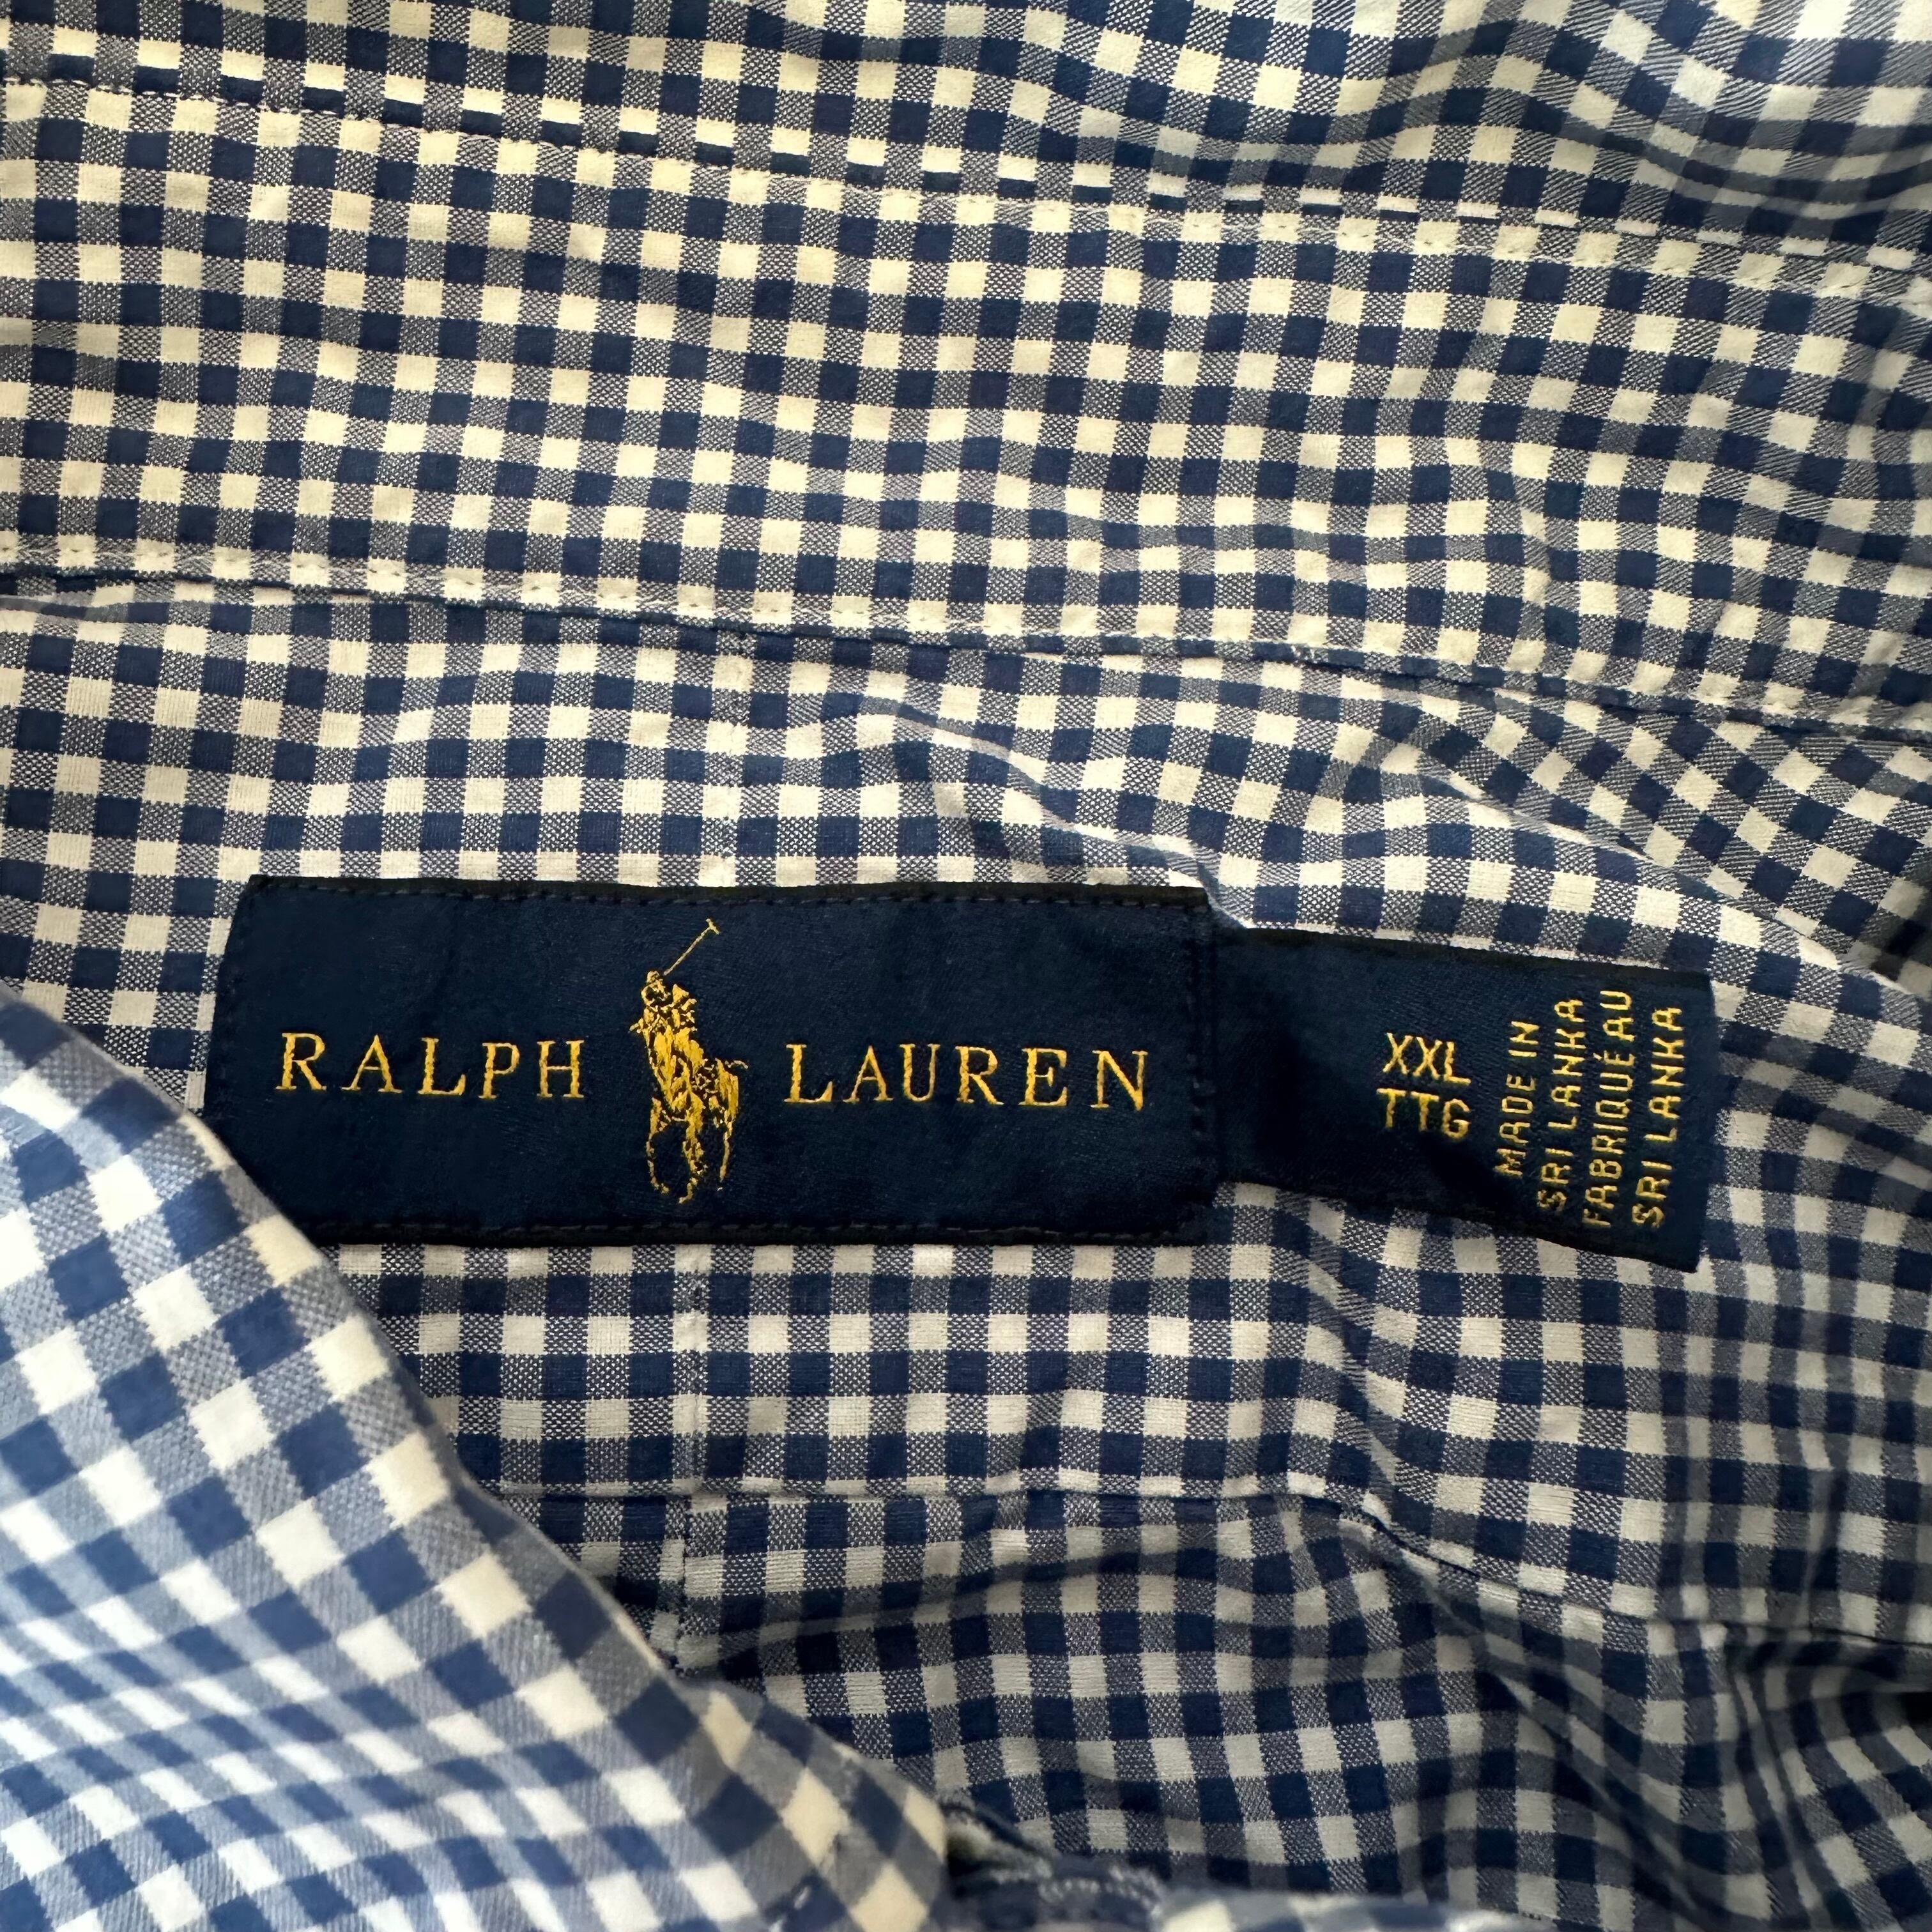 RALPH LAUREN
XXL
TTG
MADE IN
SRI LANKA
FABRIQUÉ AU
SRI LANKA